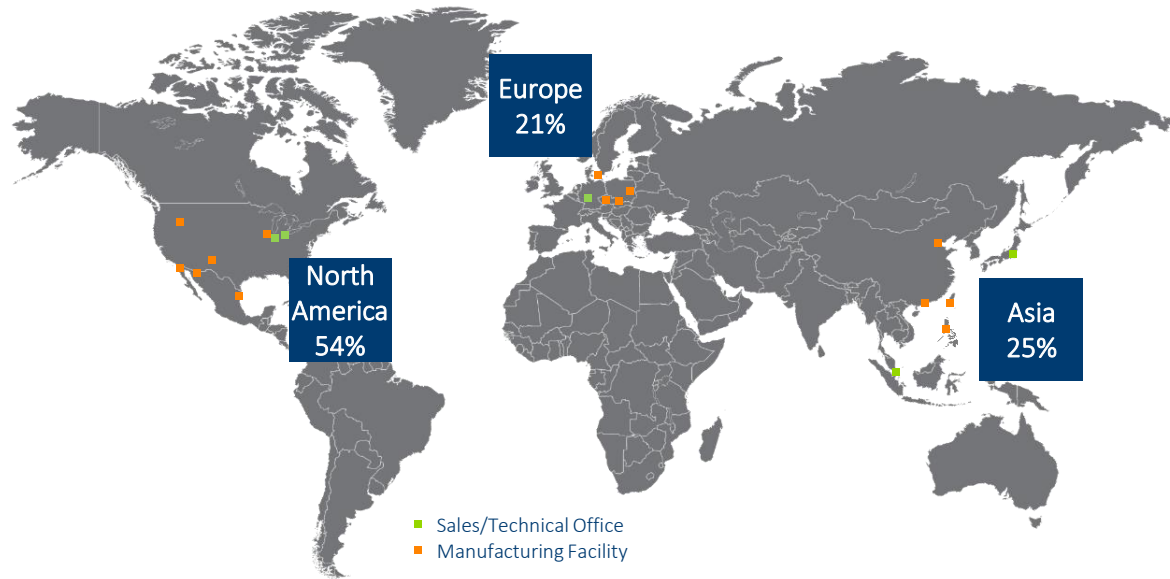 Europe
21%
North
America
54%
Asia
25%
Sales/Technical Office
Manufacturing Facility